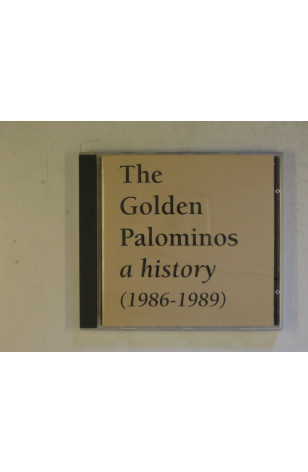 The
Golden
Palominos
a history
(1986-1989)